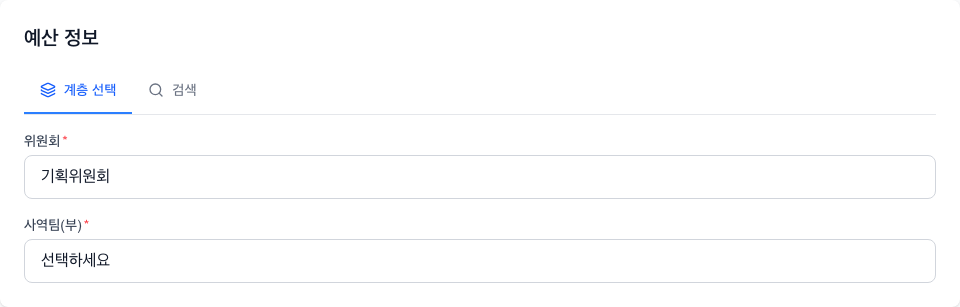 예산 정보
계층 선택 검색
위원회 *
기획위원회
사역팀(부) *
선택하세요